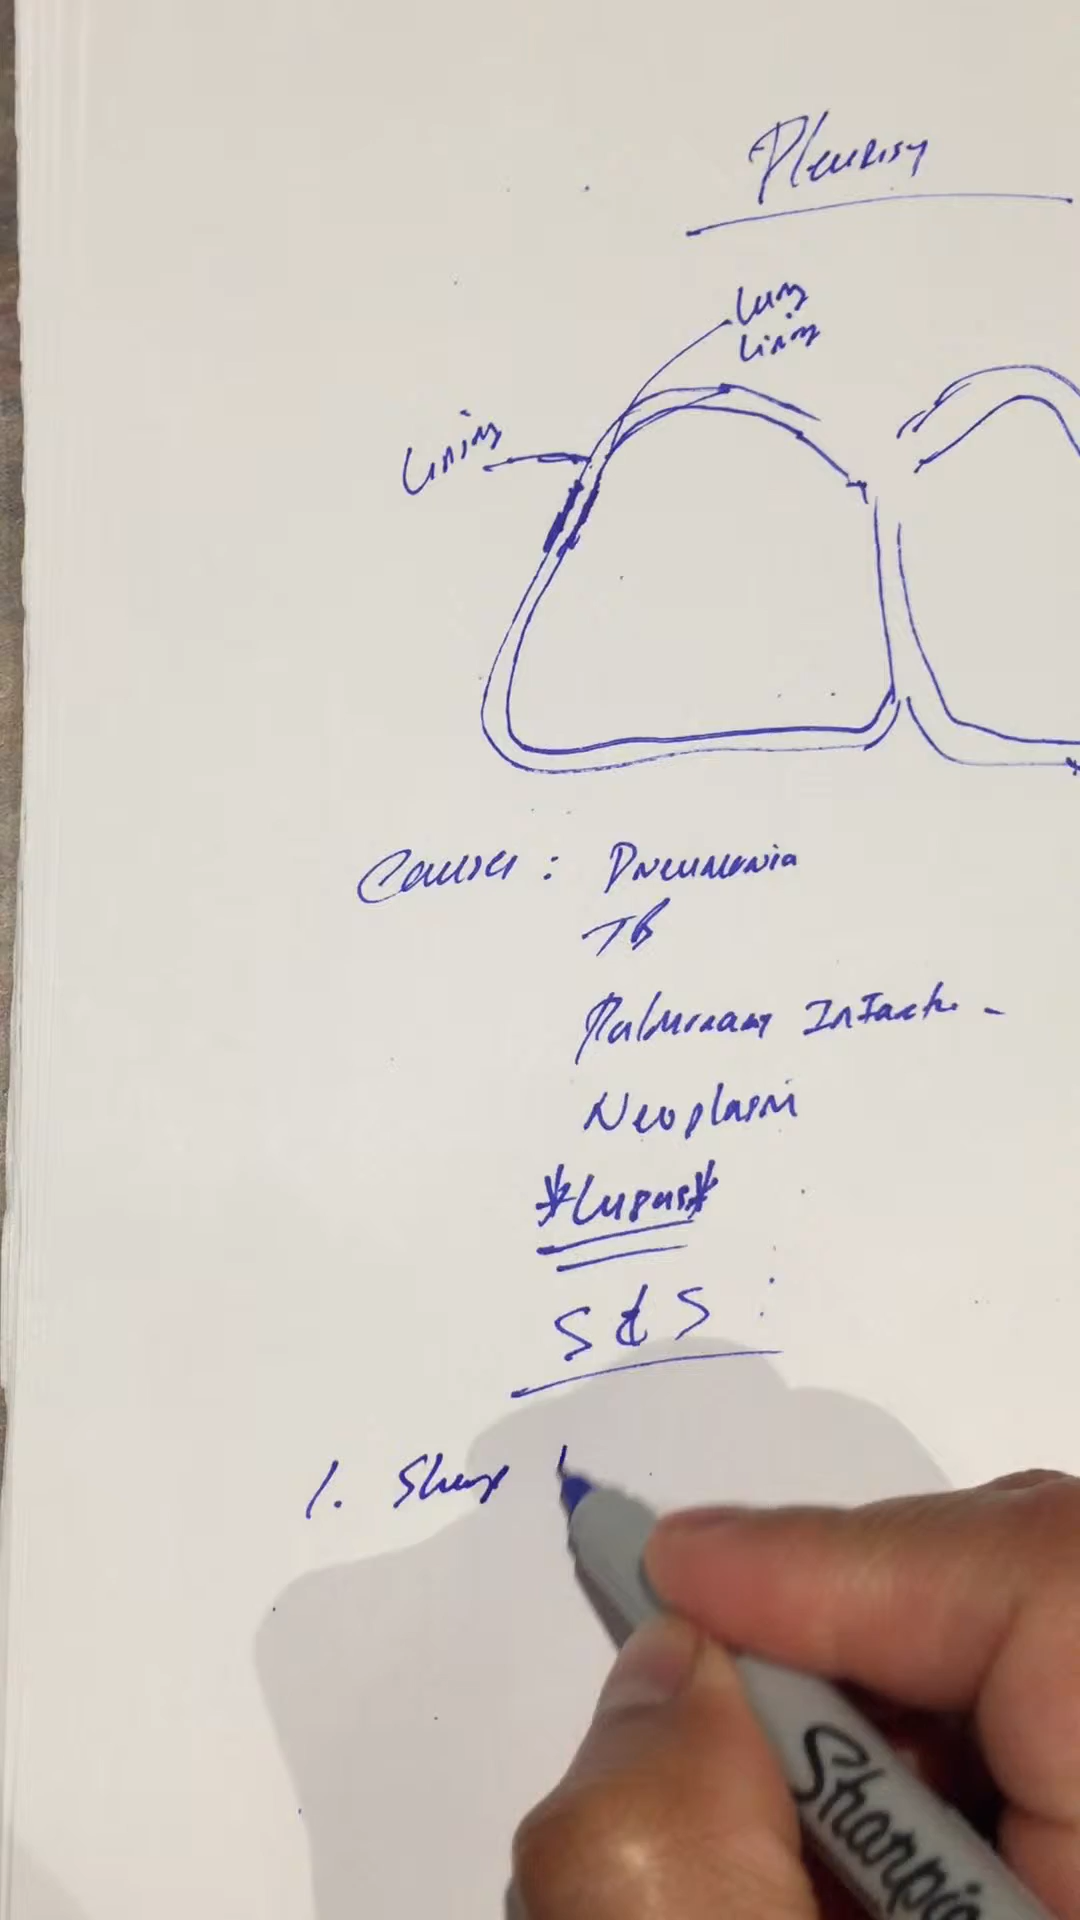 Pleurisy
Lung
Lining
Lining
Causes : Pneumonia
TB
Pulmonary Infarct -
Neoplasm
*Lupus*
S & S :
1. Sharp
Sharpie